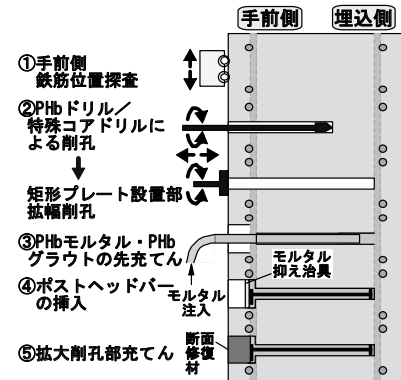 手前側
埋込側
①手前側
鉄筋位置探査
②PHbドリル／
特殊コアドリルに
よる削孔
矩形プレート設置部
拡幅削孔
③PHbモルタル・PHb
グラウトの先充てん
モルタル
抑え治具
④ポストヘッドバー
の挿入
モルタル
注入
断面
修復
材
⑤拡大削孔部充てん